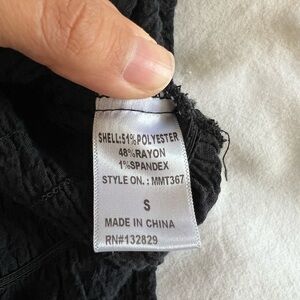 SHELL:51%POLYESTER
48%RAYON
1%SPANDEX
STYLE ON.: MMT367
S
MADE IN CHINA
RN#132829